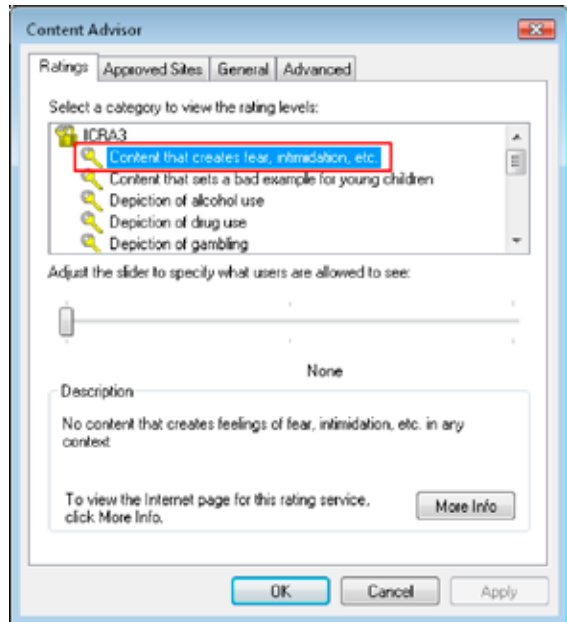 Content Advisor
Ratings
Approved Sites
General
Advanced
Select a category to view the rating levels:
ICRA3
Content that creates fear, intimidation, etc.
Content that sets a bad example for young children
Depiction of alcohol use
Depiction of drug use
Depiction of gambling
Adjust the slider to specify what users are allowed to see:
None
Description
No content that creates feelings of fear, intimidation, etc. in any
context
To view the Internet page for this rating service,
click More Info.
More Info
OK
Cancel
Apply